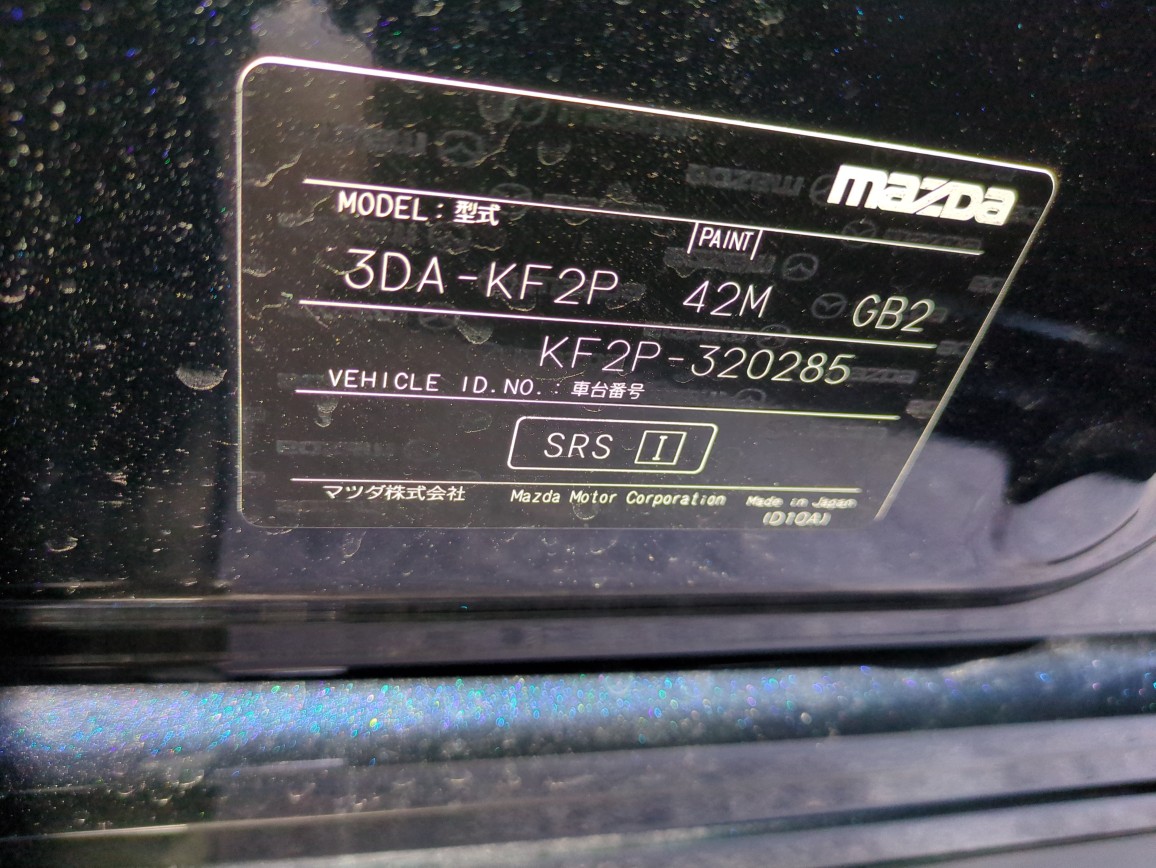 mazda
MODEL : 型式
PAINT
3DA-KF2P 42M GB2
KF2P-320285
VEHICLE ID.NO. : 車台番号
SRS I
マツダ株式会社 Mazda Motor Corporation Made in Japan
(D10A)